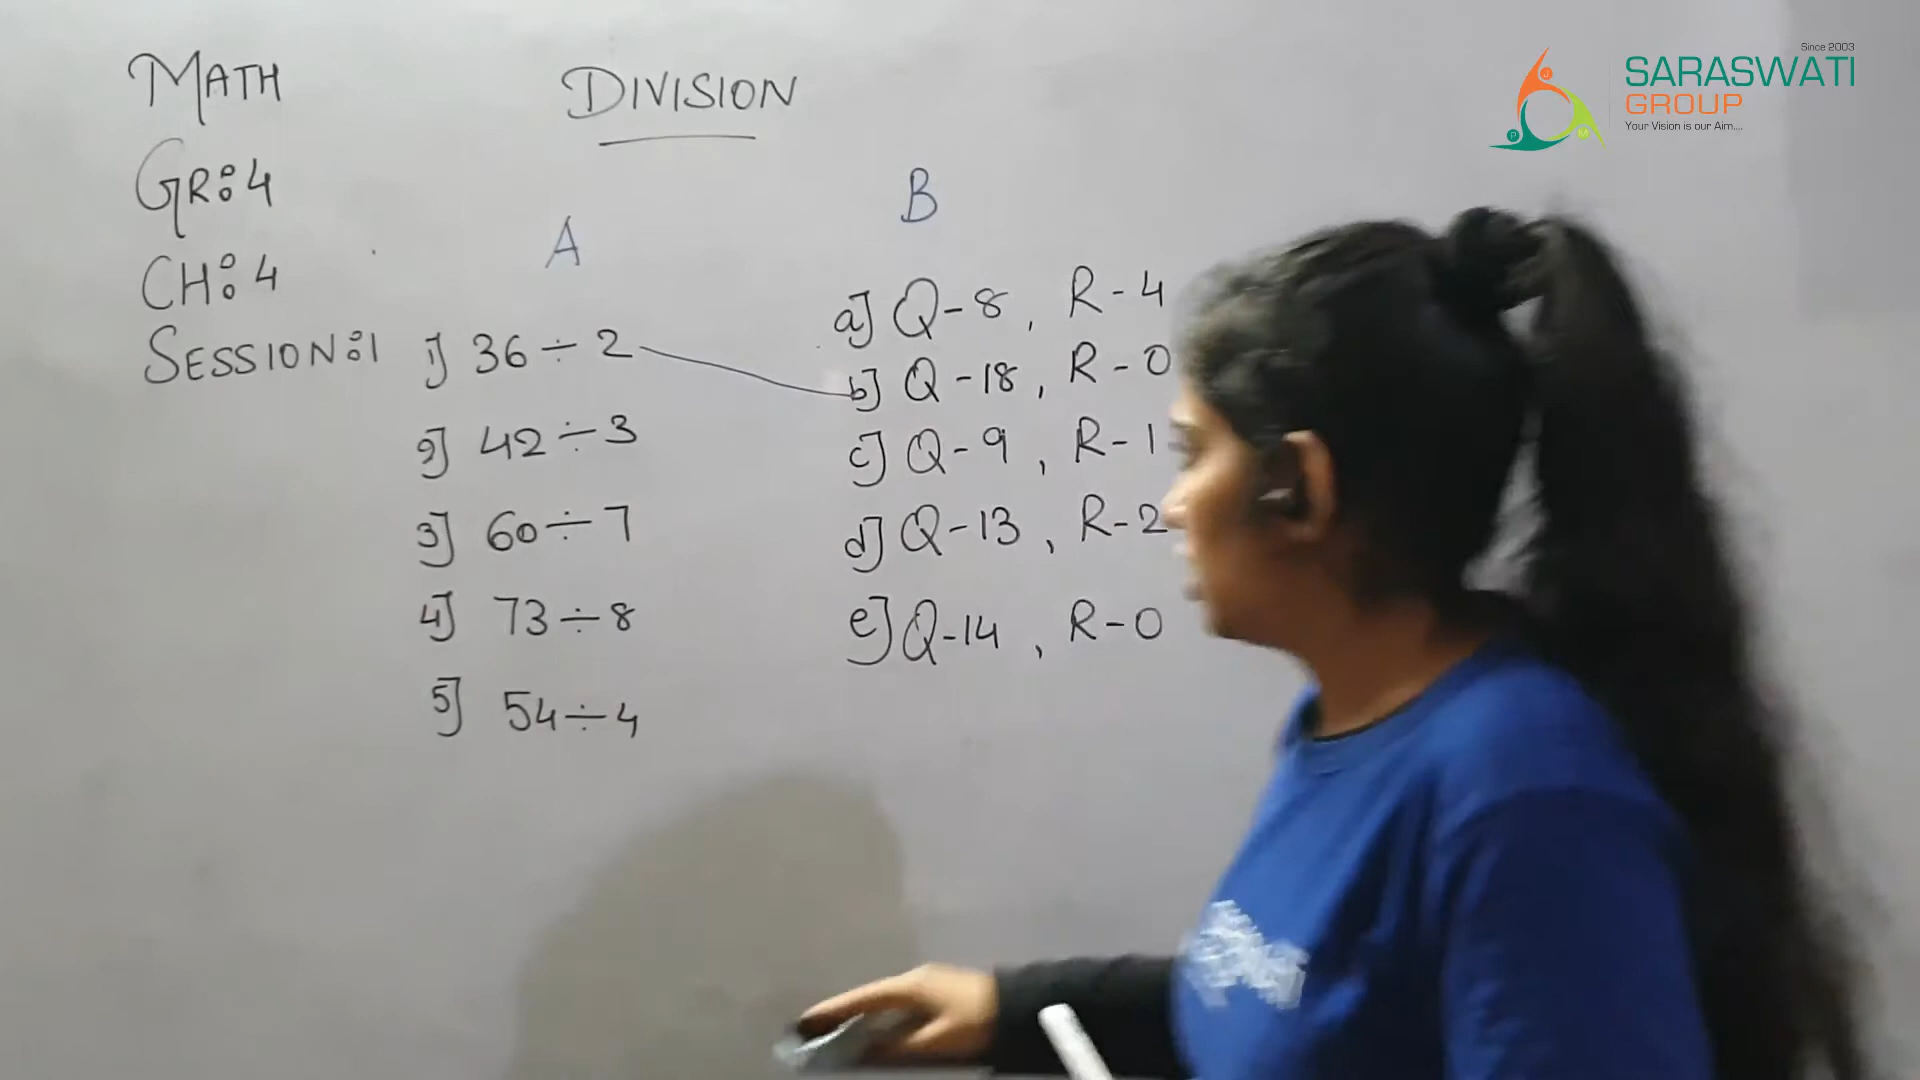 MATH
DIVISION
GR:4
CH:4
SESSION:1
A
1] 36 ÷ 2
2] 42 ÷ 3
3] 60 ÷ 7
4] 73 ÷ 8
5] 54 ÷ 4
B
a] Q-8, R-4
b] Q-18, R-0
c] Q-9, R-1
d] Q-13, R-2
e] Q-14, R-0
Since 2003
SARASWATI
GROUP
Your Vision is our Aim....
J
P
M